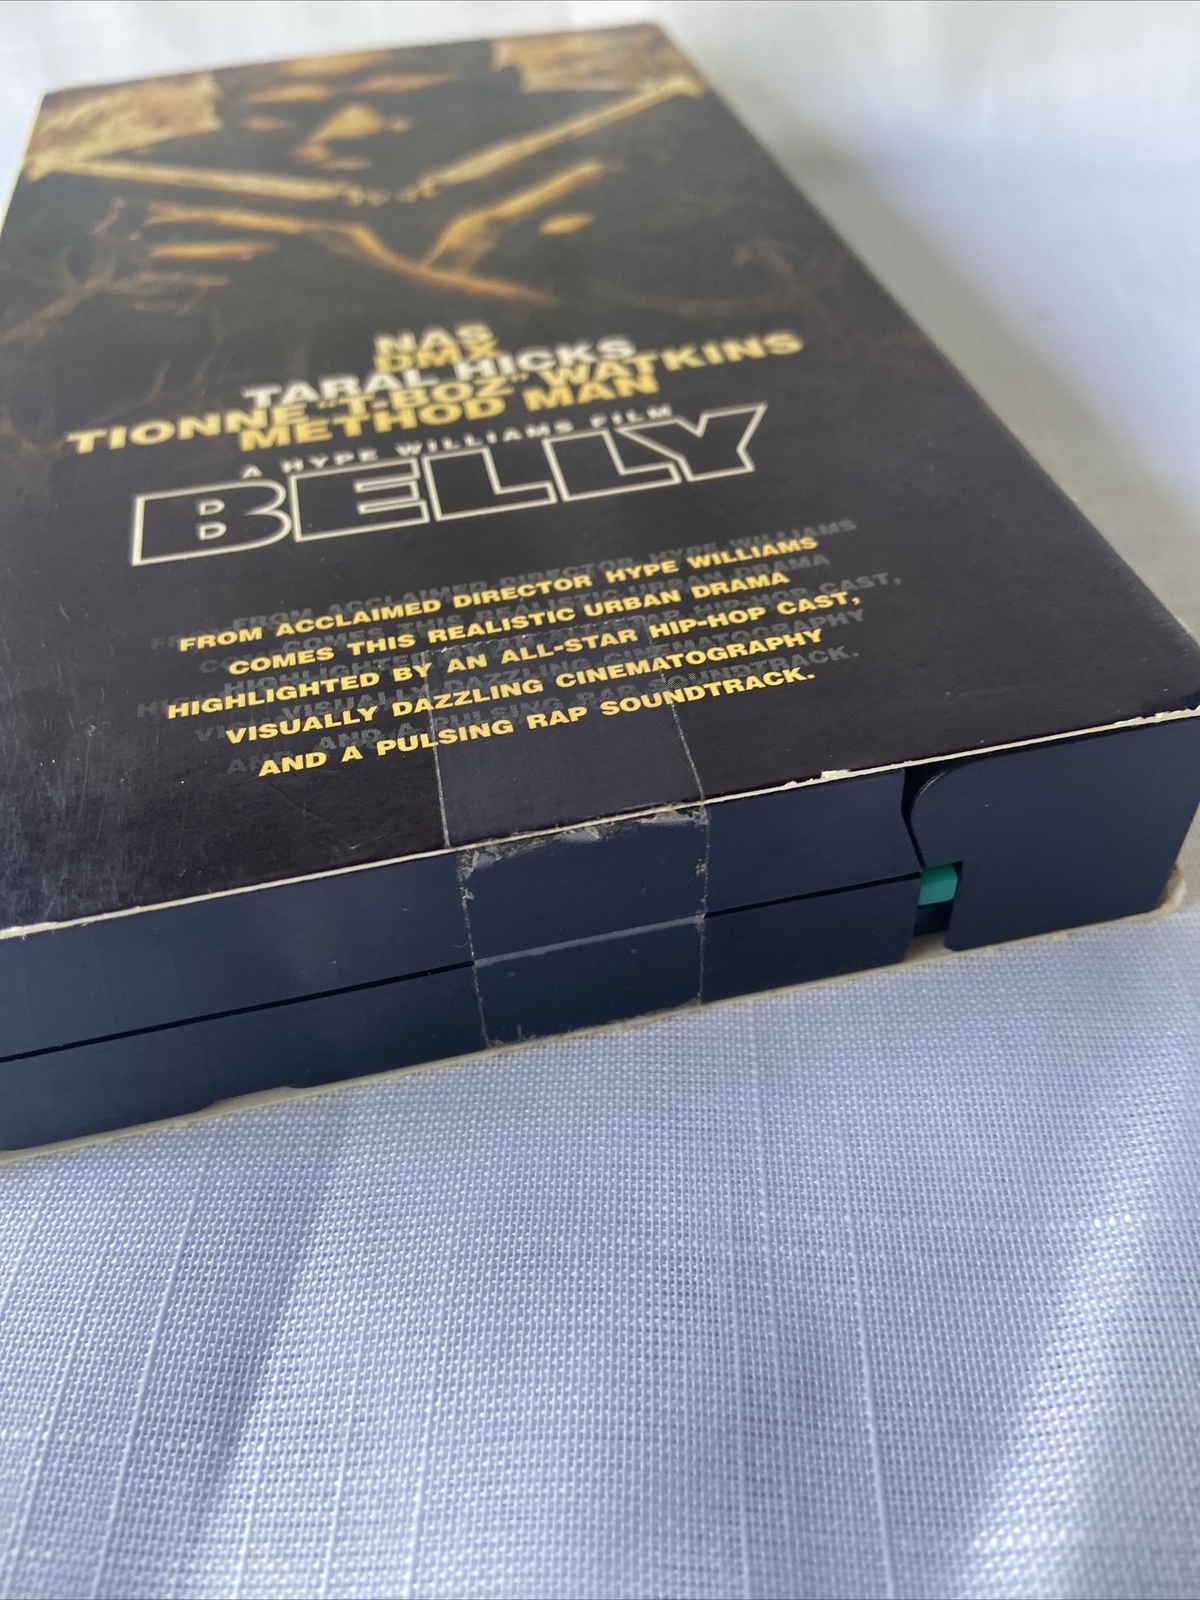 NAS
DMX
TARAL HICKS
TIONNE "T-BOZ" WATKINS
METHOD MAN
A HYPE WILLIAMS FILM
BELLY
FROM ACCLAIMED DIRECTOR HYPE WILLIAMS
COMES THIS REALISTIC URBAN DRAMA
HIGHLIGHTED BY AN ALL-STAR HIP-HOP CAST,
VISUALLY DAZZLING CINEMATOGRAPHY
AND A PULSING RAP SOUNDTRACK.